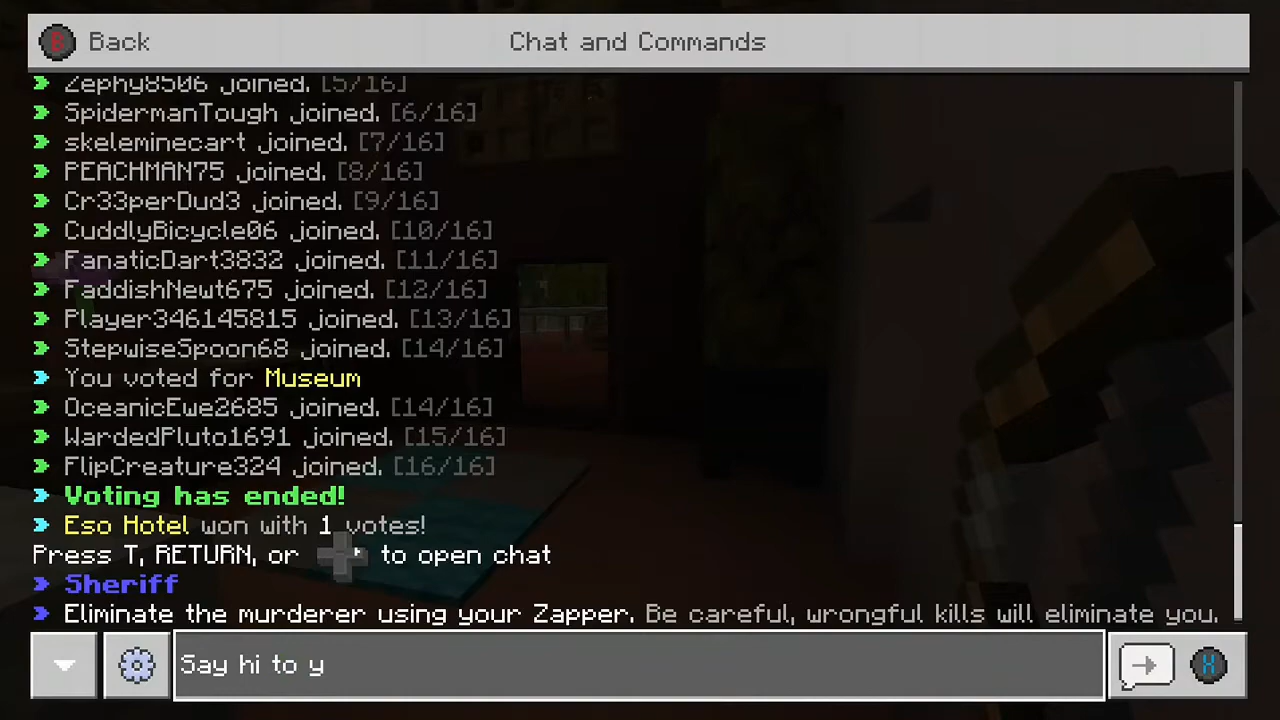 B Back
Chat and Commands
Zephy8506 joined. [5/16]
SpidermanTough joined. [6/16]
skeleminecart joined. [7/16]
PEACHMAN75 joined. [8/16]
Cr33perDud3 joined. [9/16]
CuddlyBicycle06 joined. [10/16]
FanaticDart3832 joined. [11/16]
FaddishNewt675 joined. [12/16]
Player346145815 joined. [13/16]
StepwiseSpoon68 joined. [14/16]
You voted for Museum
OceanicEwe2685 joined. [14/16]
WardedPluto1691 joined. [15/16]
FlipCreature324 joined. [16/16]
Voting has ended!
Eso Hotel won with 1 votes!
Press T, RETURN, or to open chat
Sheriff
Eliminate the murderer using your Zapper. Be careful, wrongful kills will eliminate you.
Say hi to y
X